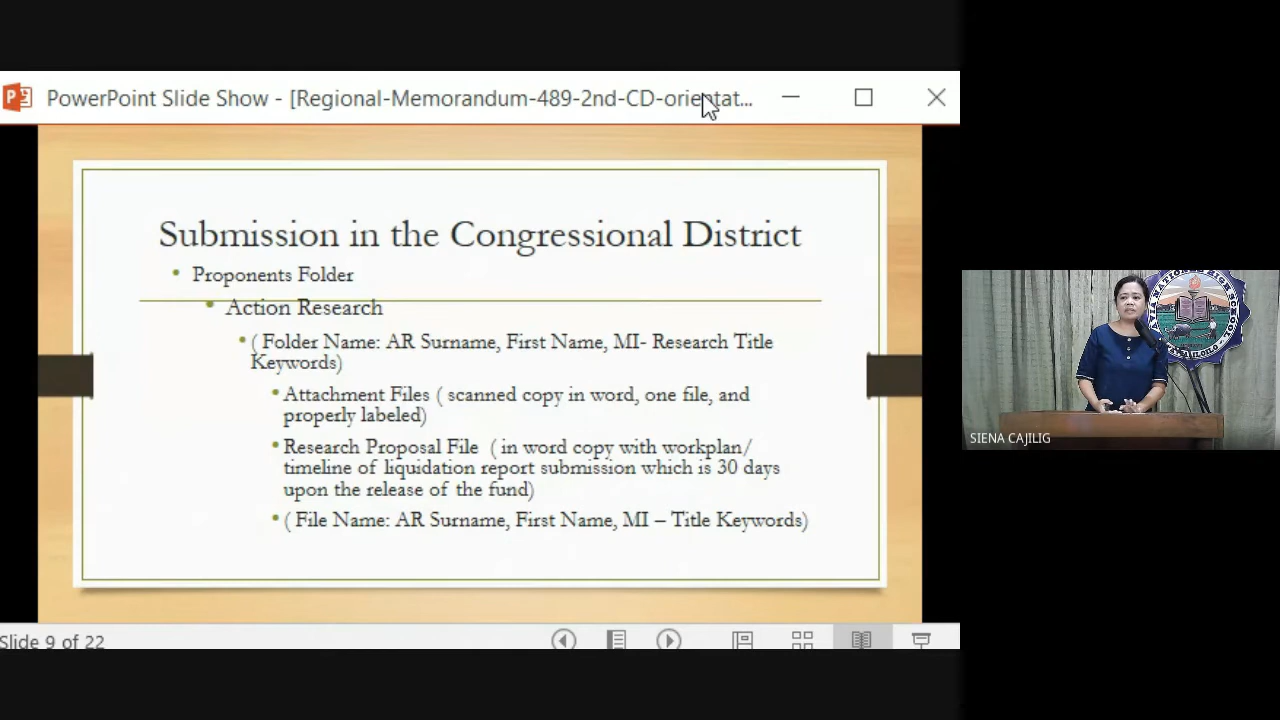 PowerPoint Slide Show - [Regional-Memorandum-489-2nd-CD-orientat...
Submission in the Congressional District
• Proponents Folder
• Action Research
• ( Folder Name: AR Surname, First Name, MI- Research Title
Keywords)
• Attachment Files ( scanned copy in word, one file, and
properly labeled)
• Research Proposal File ( in word copy with workplan/
timeline of liquidation report submission which is 30 days
upon the release of the fund)
• ( File Name: AR Surname, First Name, MI – Title Keywords)
Slide 9 of 22
SIENA CAJILIG